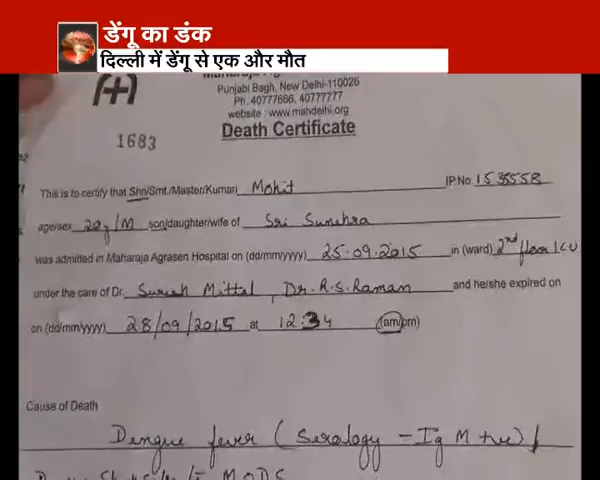 डेंगू का डंक
दिल्ली में डेंगू से एक और मौत
Punjabi Bagh, New Delhi-110026
Ph. 40777666, 40777777
website : www.mahdelhi.org
Death Certificate
1683
This is to certify that Shri/Smt./Master/Kumari Mohit IP.No. 153558
age/sex 20y/M son/daughter/wife of Sri Sunehra
was admitted in Maharaja Agrasen Hospital on (dd/mm/yyyy) 25.09.2015 in (ward) 2nd floor ICU
under the care of Dr. Suresh Mittal, Dr. R.S. Raman and he/she expired on
on (dd/mm/yyyy) 28/09/2015 at 12:34 (am/pm)
Cause of Death
Dengue fever (Serology = Ig M +ve) /
MODS